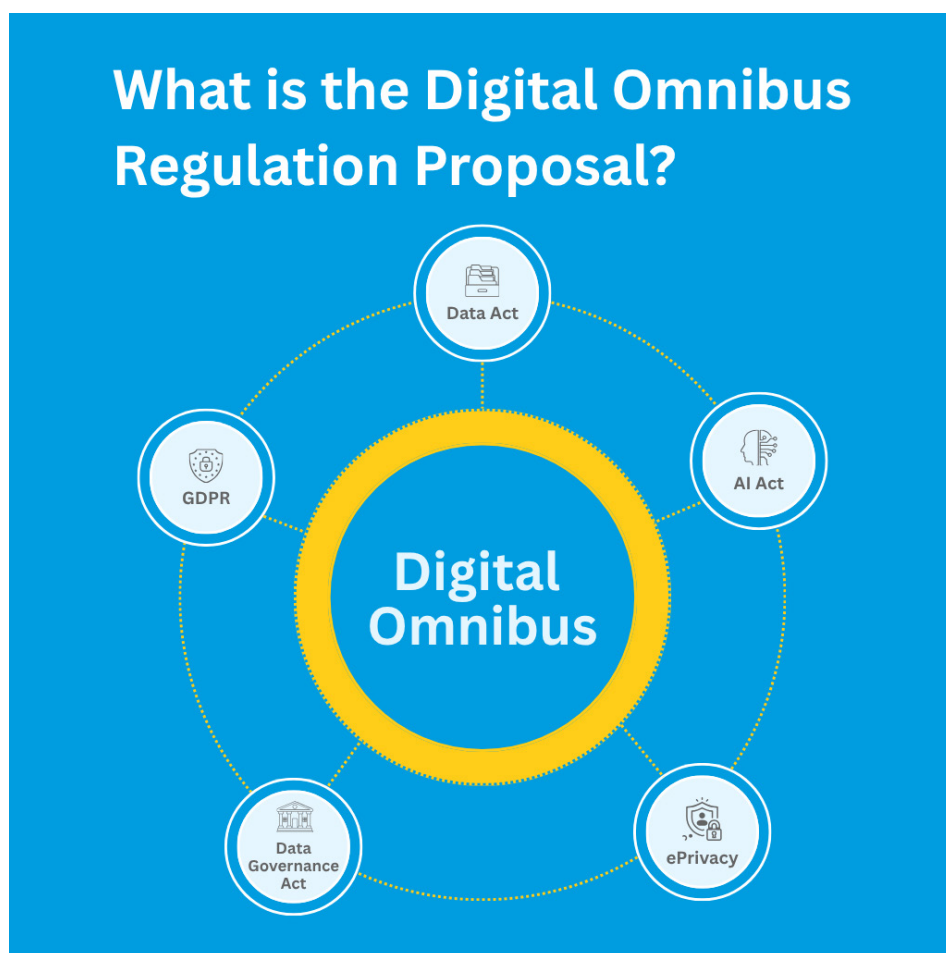 What is the Digital Omnibus
Regulation Proposal?
Data Act
GDPR
AI Act
Digital
Omnibus
Data
Governance
Act
ePrivacy